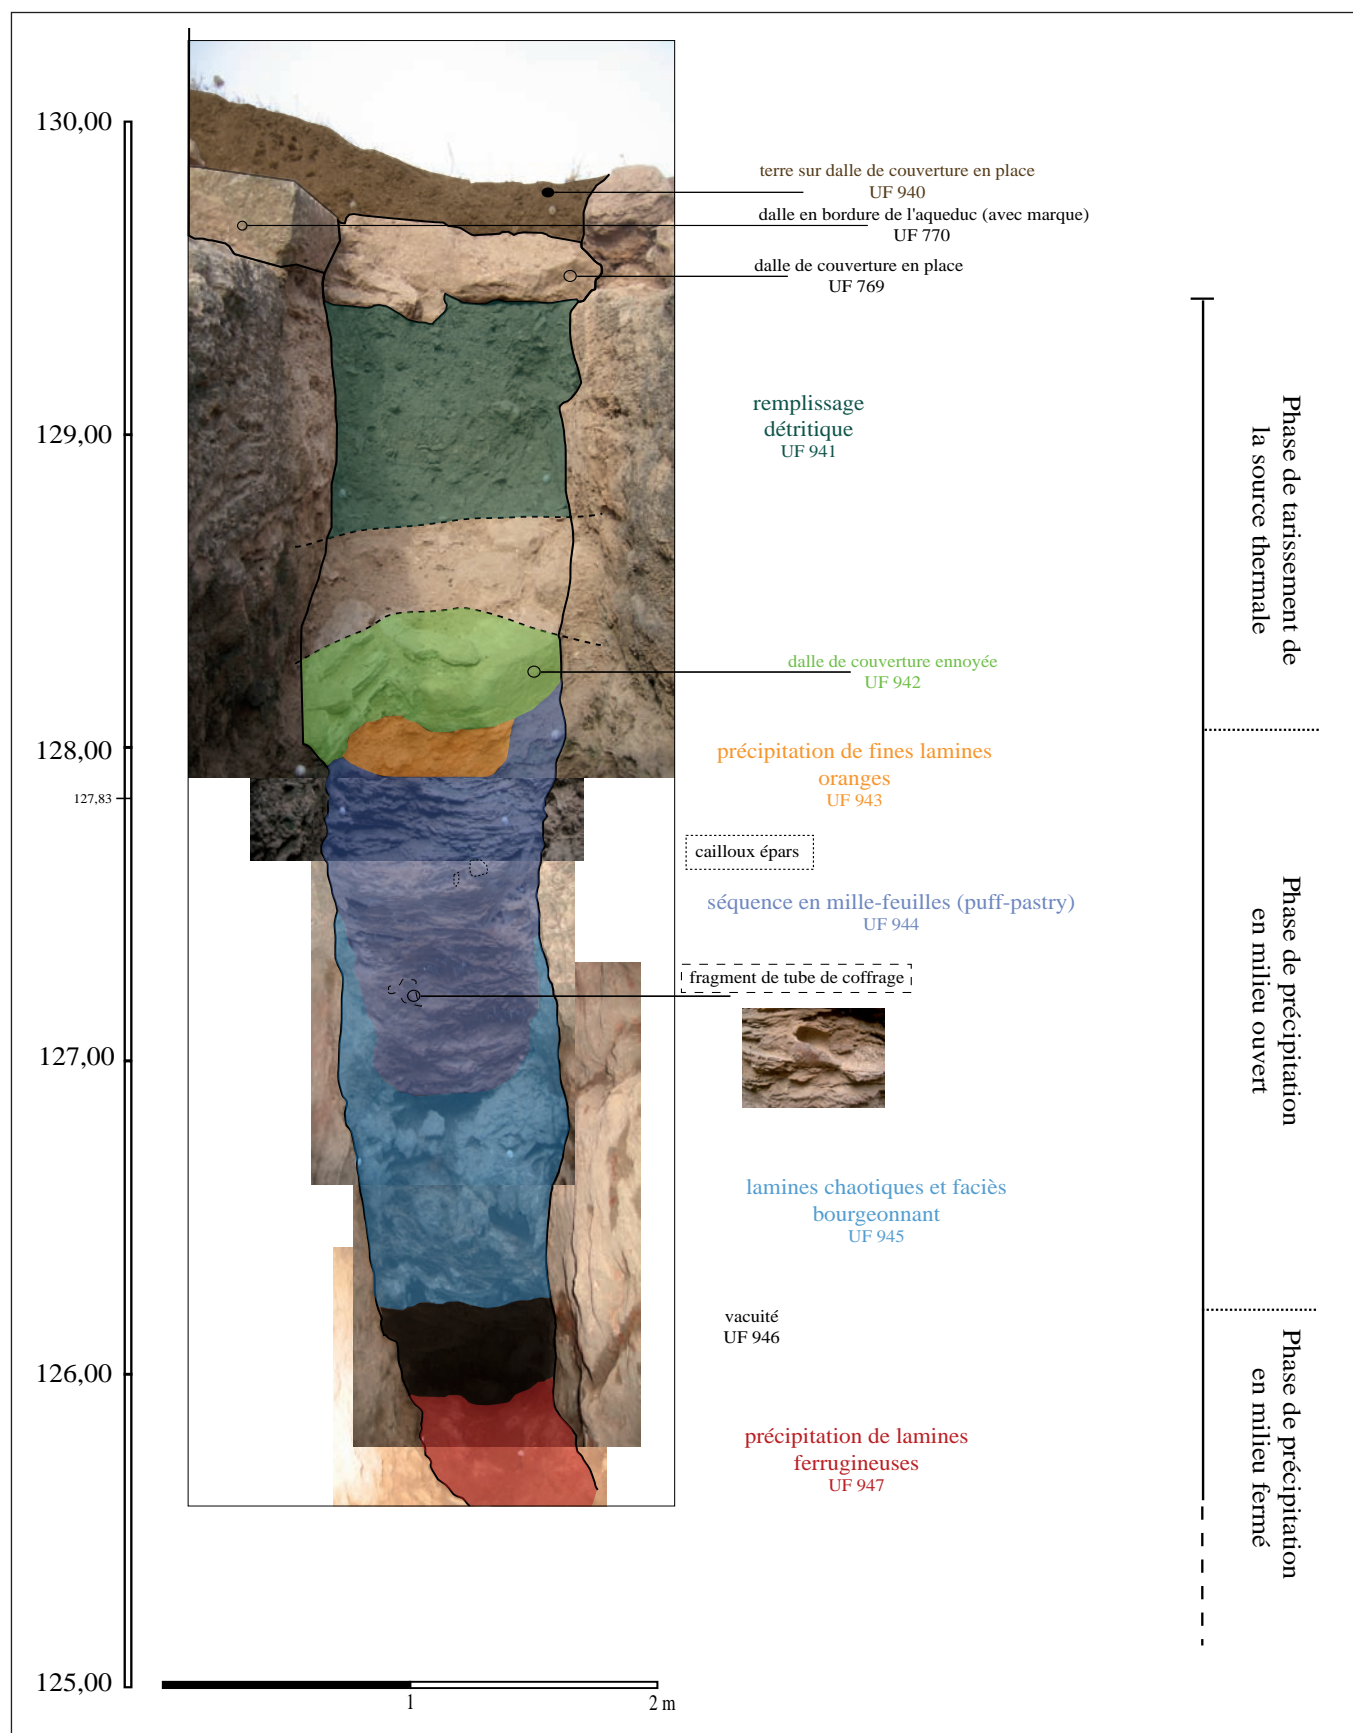 130,00
129,00
128,00
127,83
127,00
126,00
125,00
terre sur dalle de couverture en place
UF 940
dalle en bordure de l'aqueduc (avec marque)
UF 770
dalle de couverture en place
UF 769
remplissage
détritique
UF 941
dalle de couverture ennoyée
UF 942
précipitation de fines lamines
oranges
UF 943
cailloux épars
séquence en mille-feuilles (puff-pastry)
UF 944
fragment de tube de coffrage
lamines chaotiques et faciès
bourgeonnant
UF 945
vacuité
UF 946
précipitation de lamines
ferrugineuses
UF 947
Phase de tarissement de
la source thermale
Phase de précipitation
en milieu ouvert
Phase de précipitation
en milieu fermé
1
2 m